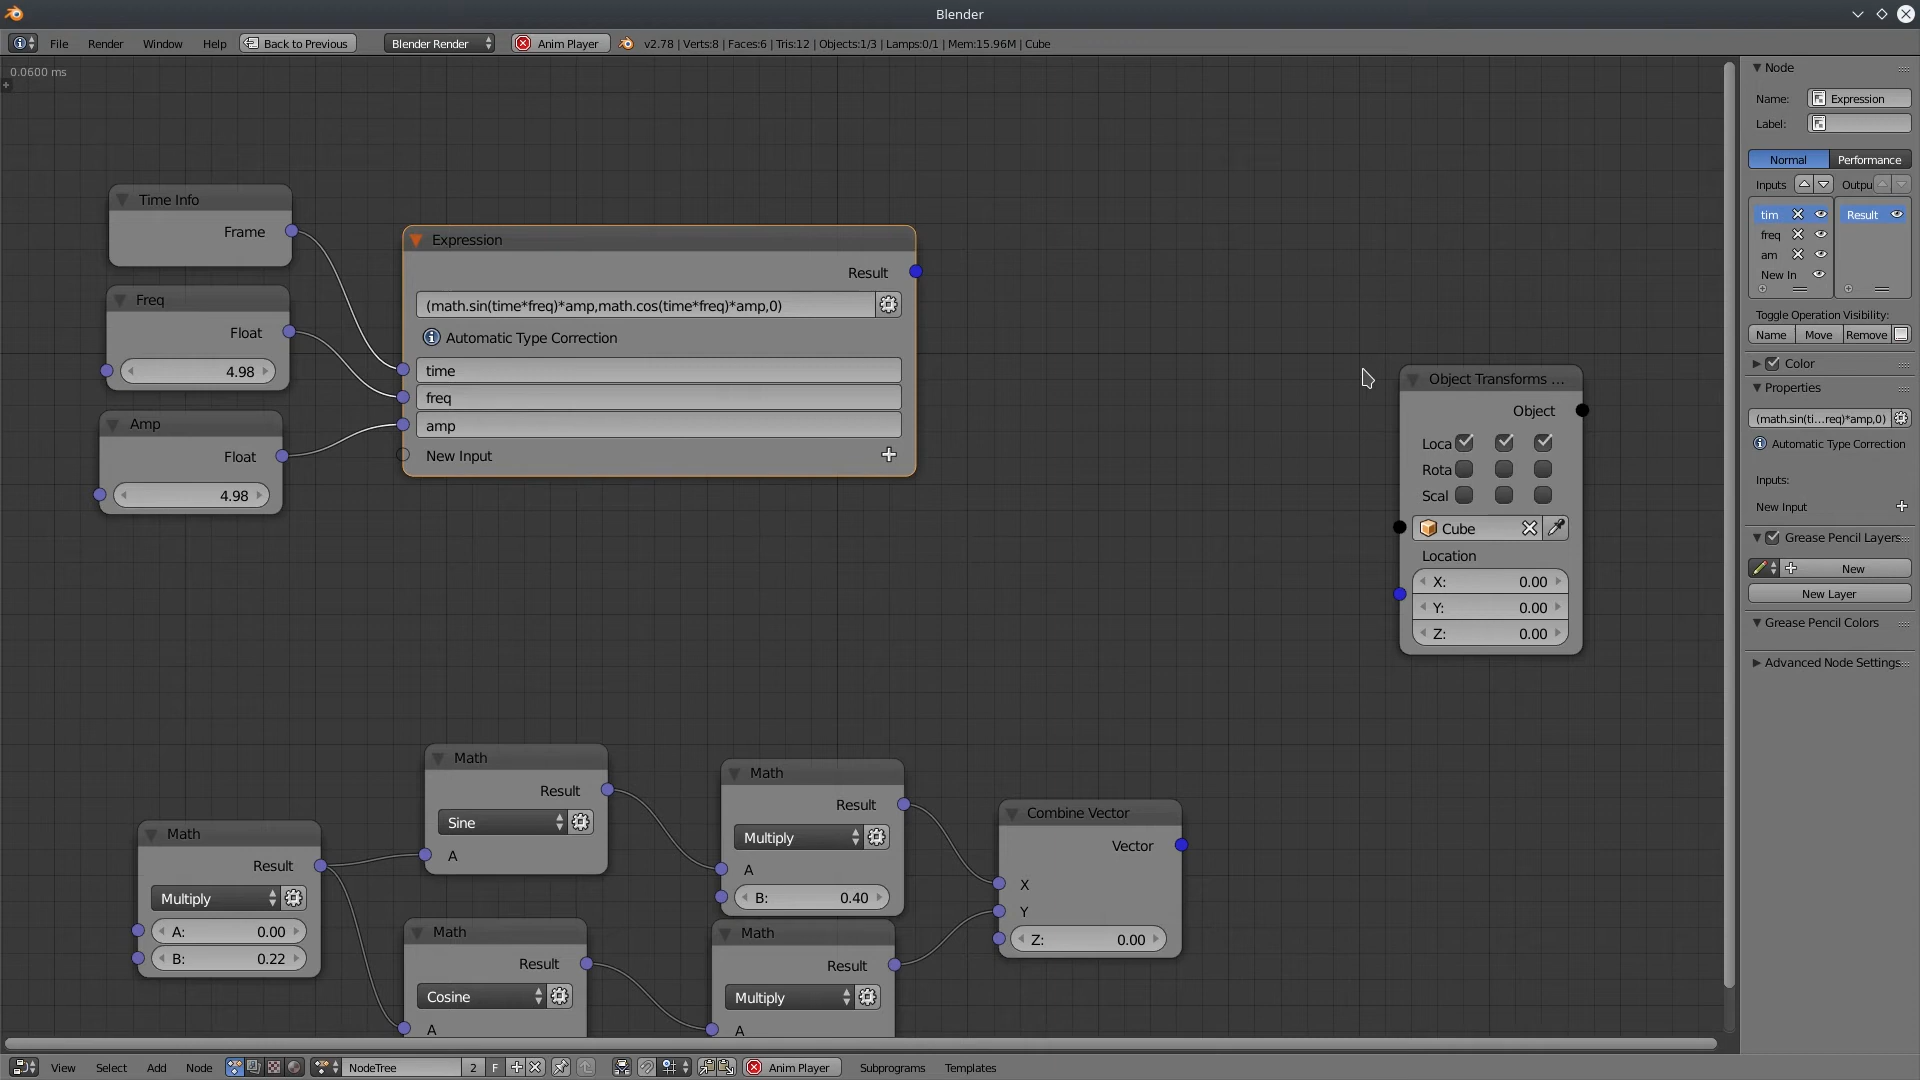 Blender
File Render Window Help Back to Previous Blender Render Anim Player v2.78 | Verts:8 | Faces:6 | Tris:12 | Objects:1/3 | Lamps:0/1 | Mem:15.96M | Cube
0.0600 ms
Time Info
Frame
Freq
Float
4.98
Amp
Float
4.98
Expression
Result
(math.sin(time*freq)*amp,math.cos(time*freq)*amp,0)
Automatic Type Correction
time
freq
amp
New Input
Object Transforms ...
Object
Loca
Rota
Scal
Cube
Location
X: 0.00
Y: 0.00
Z: 0.00
Math
Result
Multiply
A: 0.00
B: 0.22
Math
Result
Sine
A
Math
Result
Cosine
A
Math
Result
Multiply
A
B: 0.40
Math
Result
Multiply
A
Combine Vector
Vector
X
Y
Z: 0.00
Node
Name: Expression
Label:
Normal Performance
Inputs Outpu
tim Result
freq
am
New In
Toggle Operation Visibility:
Name Move Remove
Color
Properties
(math.sin(ti...req)*amp,0)
Automatic Type Correction
Inputs:
New Input
Grease Pencil Layers
New
New Layer
Grease Pencil Colors
Advanced Node Settings
View Select Add Node NodeTree 2 F Anim Player Subprograms Templates